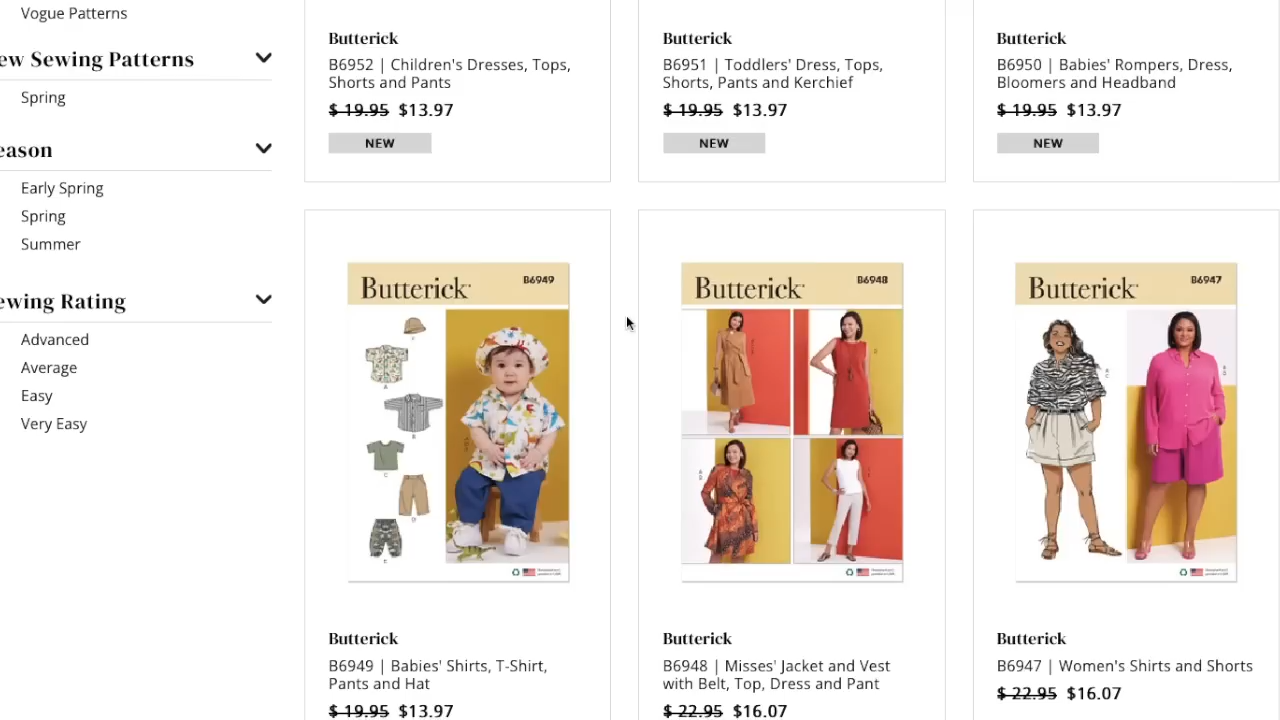 Vogue Patterns
ew Sewing Patterns
Spring
eason
Early Spring
Spring
Summer
ewing Rating
Advanced
Average
Easy
Very Easy
Butterick
B6952 | Children's Dresses, Tops,
Shorts and Pants
$ 19.95 $13.97
NEW
Butterick
B6951 | Toddlers' Dress, Tops,
Shorts, Pants and Kerchief
$ 19.95 $13.97
NEW
Butterick
B6950 | Babies' Rompers, Dress,
Bloomers and Headband
$ 19.95 $13.97
NEW
Butterick B6949
Butterick
B6949 | Babies' Shirts, T-Shirt,
Pants and Hat
$ 19.95 $13.97
Butterick B6948
Butterick
B6948 | Misses' Jacket and Vest
with Belt, Top, Dress and Pant
$ 22.95 $16.07
Butterick B6947
Butterick
B6947 | Women's Shirts and Shorts
$ 22.95 $16.07